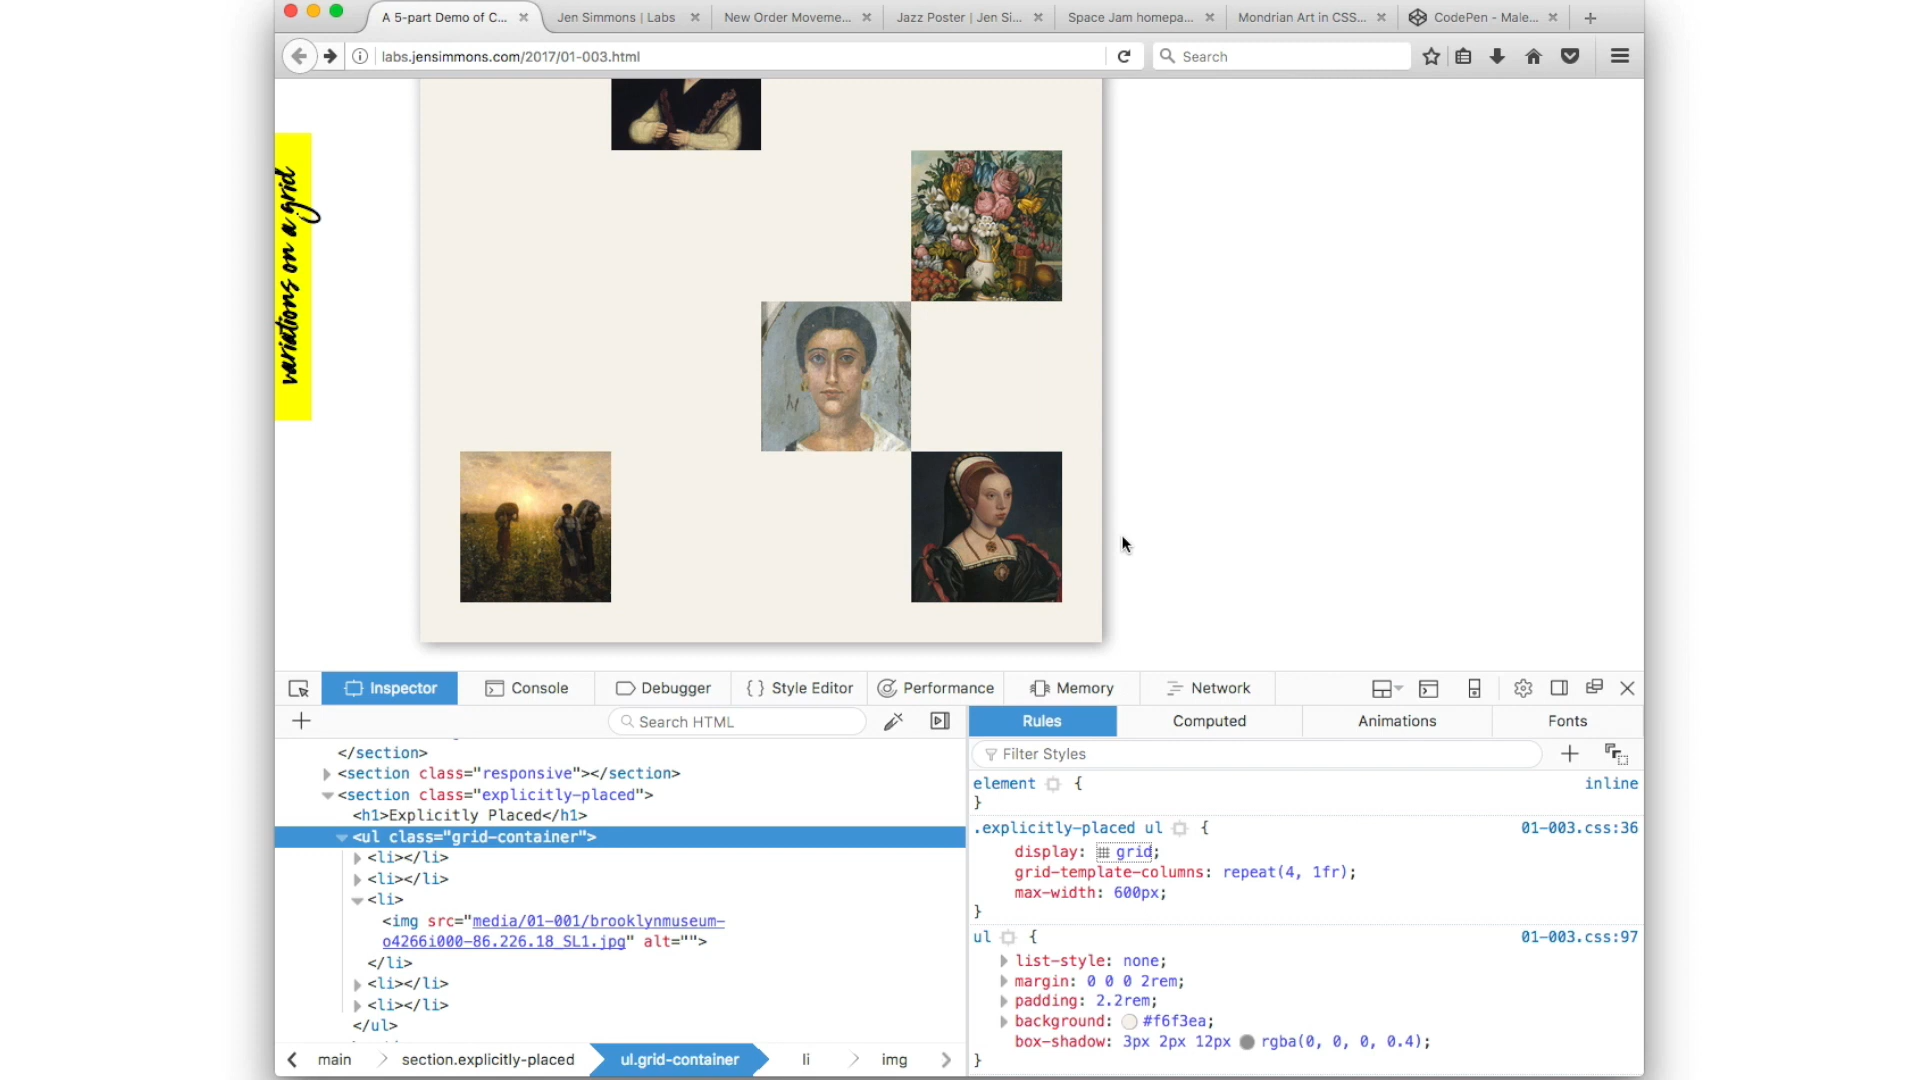 A 5-part Demo of C...
Jen Simmons | Labs
New Order Moveme...
Jazz Poster | Jen Si...
Space Jam homepa...
Mondrian Art in CSS...
CodePen - Male...
labs.jensimmons.com/2017/01-003.html
Search
variations on a grid
Inspector
Console
Debugger
{ } Style Editor
Performance
Memory
Network
Search HTML
Rules
Computed
Animations
Fonts
Filter Styles
</section>
<section class="responsive"></section>
<section class="explicitly-placed">
<h1>Explicitly Placed</h1>
<ul class="grid-container">
<li></li>
<li></li>
<li>
<img src="media/01-001/brooklynmuseum-
o4266i000-86.226.18_SL1.jpg" alt="">
</li>
<li></li>
<li></li>
</ul>
main
section.explicitly-placed
ul.grid-container
li
img
element { inline
}
.explicitly-placed ul { 01-003.css:36
display: grid;
grid-template-columns: repeat(4, 1fr);
max-width: 600px;
}
ul { 01-003.css:97
list-style: none;
margin: 0 0 0 2rem;
padding: 2.2rem;
background: #f6f3ea;
box-shadow: 3px 2px 12px rgba(0, 0, 0, 0.4);
}